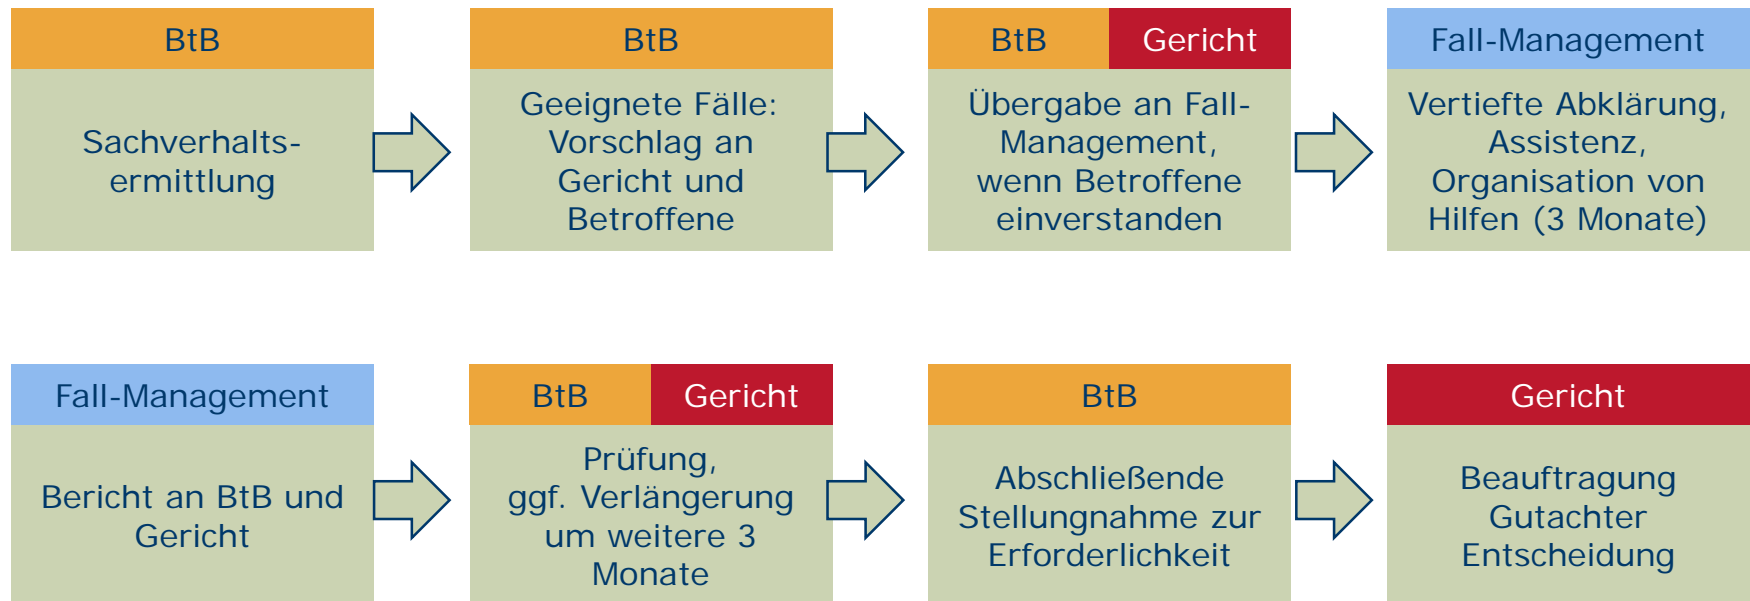 BtB
Sachverhalts-
ermittlung
BtB
Geeignete Fälle:
Vorschlag an
Gericht und
Betroffene
BtB
Gericht
Übergabe an Fall-
Management,
wenn Betroffene
einverstanden
Fall-Management
Vertiefte Abklärung,
Assistenz,
Organisation von
Hilfen (3 Monate)
Fall-Management
Bericht an BtB und
Gericht
BtB
Gericht
Prüfung,
ggf. Verlängerung
um weitere 3
Monate
BtB
Abschließende
Stellungnahme zur
Erforderlichkeit
Gericht
Beauftragung
Gutachter
Entscheidung